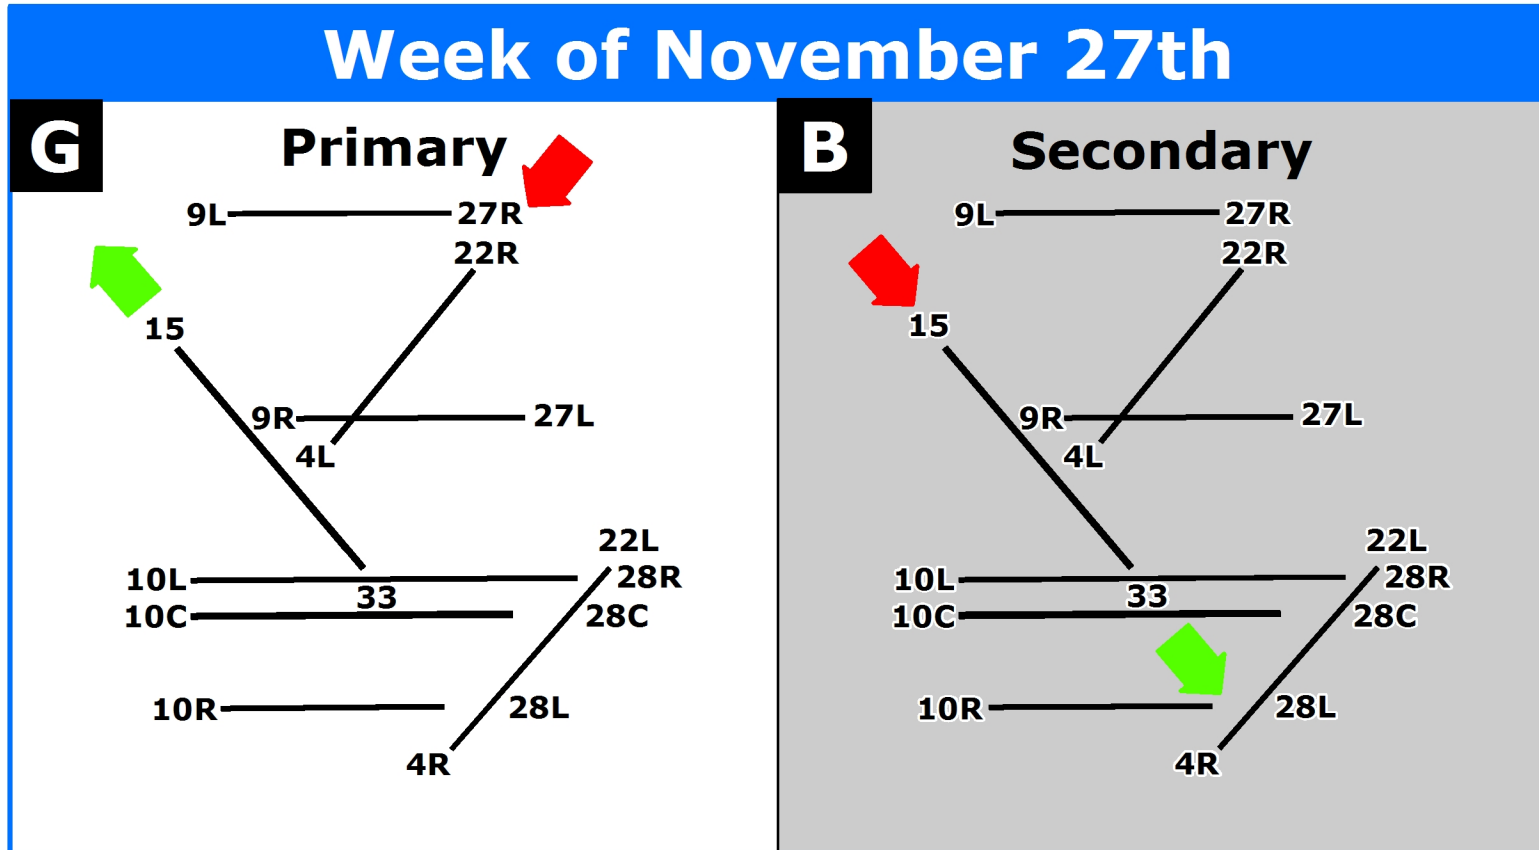 Week of November 27th
G
Primary
9L
27R
22R
15
9R
27L
4L
22L
10L
28R
33
10C
28C
10R
28L
4R
B
Secondary
9L
27R
22R
15
9R
27L
4L
22L
10L
28R
33
10C
28C
10R
28L
4R